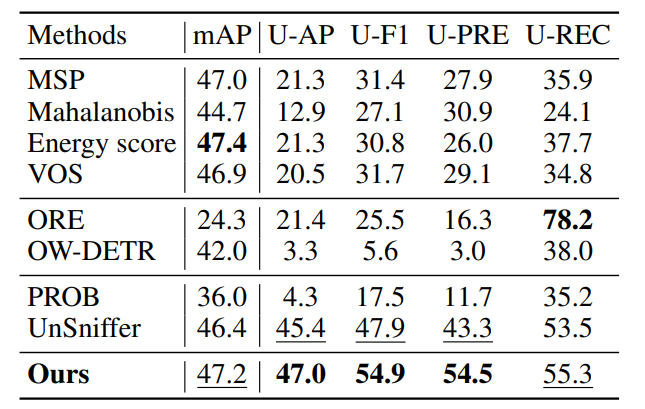 Methods mAP U-AP U-F1 U-PRE U-REC
MSP 47.0 21.3 31.4 27.9 35.9
Mahalanobis 44.7 12.9 27.1 30.9 24.1
Energy score 47.4 21.3 30.8 26.0 37.7
VOS 46.9 20.5 31.7 29.1 34.8
ORE 24.3 21.4 25.5 16.3 78.2
OW-DETR 42.0 3.3 5.6 3.0 38.0
PROB 36.0 4.3 17.5 11.7 35.2
UnSniffer 46.4 45.4 47.9 43.3 53.5
Ours 47.2 47.0 54.9 54.5 55.3